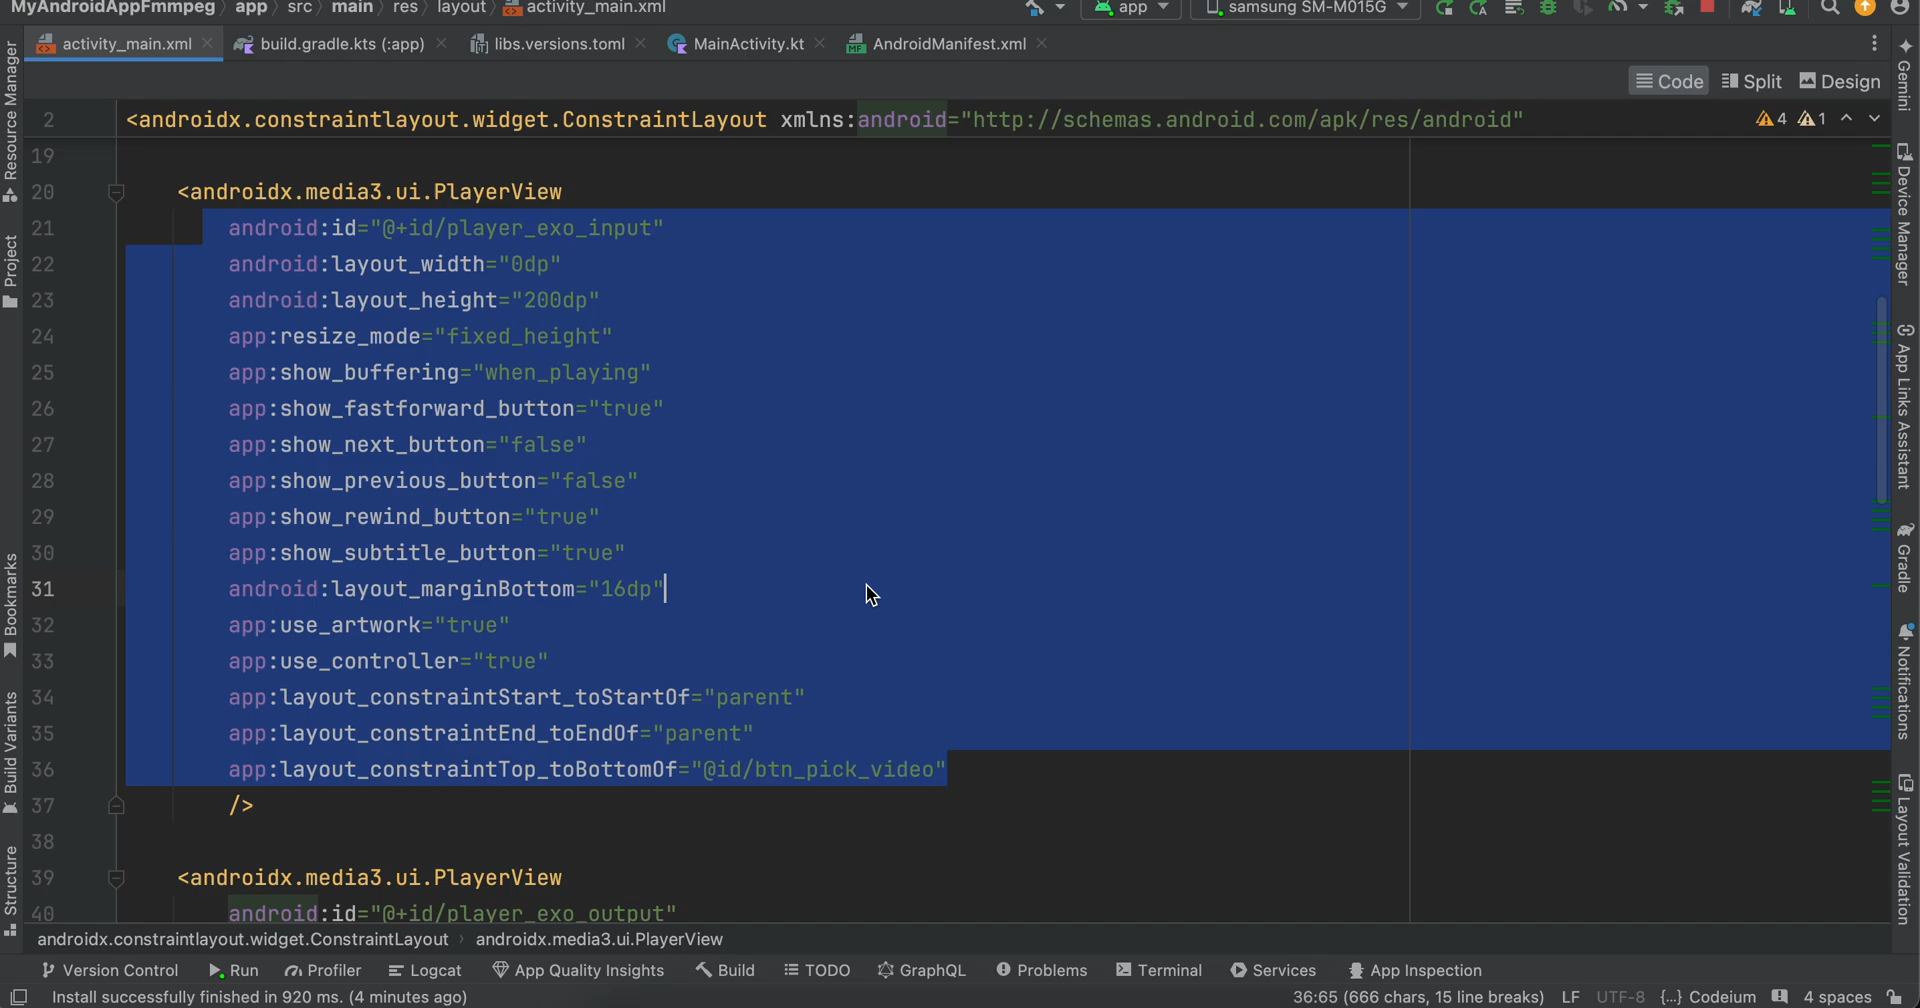 MyAndroidAppFmmpeg › app › src › main › res › layout › activity_main.xml app samsung SM-M015G
activity_main.xml build.gradle.kts (:app) libs.versions.toml MainActivity.kt AndroidManifest.xml
Code Split Design
2 <androidx.constraintlayout.widget.ConstraintLayout xmlns:android="http://schemas.android.com/apk/res/android" 4 1
19
20 <androidx.media3.ui.PlayerView
21 android:id="@+id/player_exo_input"
22 android:layout_width="0dp"
23 android:layout_height="200dp"
24 app:resize_mode="fixed_height"
25 app:show_buffering="when_playing"
26 app:show_fastforward_button="true"
27 app:show_next_button="false"
28 app:show_previous_button="false"
29 app:show_rewind_button="true"
30 app:show_subtitle_button="true"
31 android:layout_marginBottom="16dp"
32 app:use_artwork="true"
33 app:use_controller="true"
34 app:layout_constraintStart_toStartOf="parent"
35 app:layout_constraintEnd_toEndOf="parent"
36 app:layout_constraintTop_toBottomOf="@id/btn_pick_video"
37 />
38
39 <androidx.media3.ui.PlayerView
40 android:id="@+id/player_exo_output"
androidx.constraintlayout.widget.ConstraintLayout › androidx.media3.ui.PlayerView
Version Control Run Profiler Logcat App Quality Insights Build TODO GraphQL Problems Terminal Services App Inspection
Install successfully finished in 920 ms. (4 minutes ago) 36:65 (666 chars, 15 line breaks) LF UTF-8 {...} Codeium 4 spaces
Resource Manager
Project
Bookmarks
Build Variants
Structure
Gemini
Device Manager
App Links Assistant
Gradle
Notifications
Layout Validation